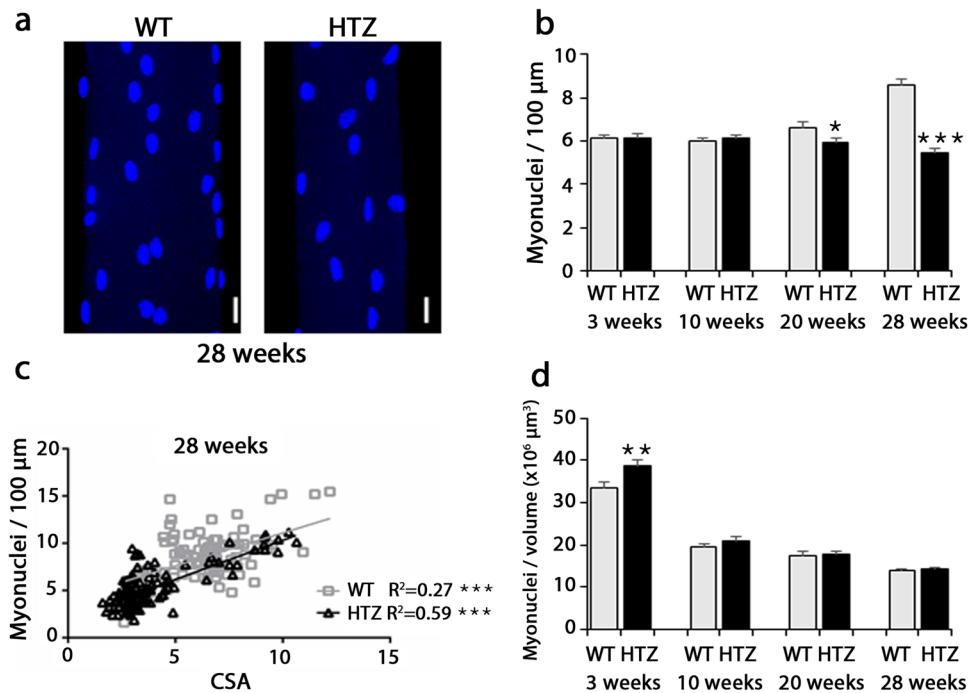 a
WT
HTZ
28 weeks
b
Myonuclei / 100 µm
10
8
6
4
2
0
*
***
WT HTZ WT HTZ WT HTZ WT HTZ
3 weeks 10 weeks 20 weeks 28 weeks
c
28 weeks
Myonuclei / 100 µm
20
15
10
5
0
WT R²=0.27 ***
HTZ R²=0.59 ***
0 5 10 15
CSA
d
Myonuclei / volume (x10⁶ µm³)
50
40
30
20
10
0
**
WT HTZ WT HTZ WT HTZ WT HTZ
3 weeks 10 weeks 20 weeks 28 weeks